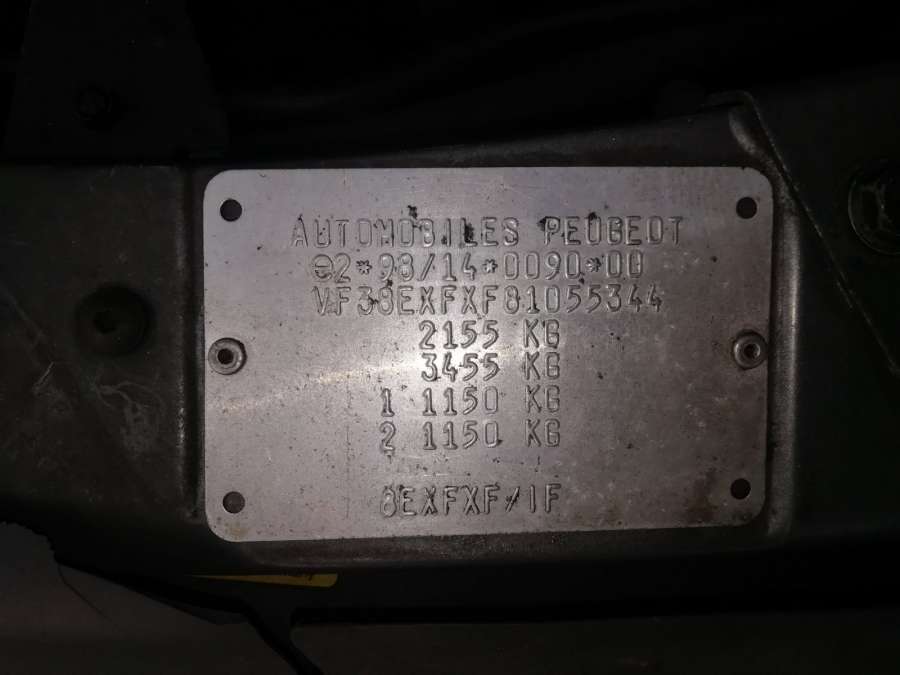 AUTOMOBILES PEUGEOT
e2*98/14*0090*00
VF38EXFXF81055344
2155 KG
3455 KG
1 1150 KG
2 1150 KG
8EXFXF/IF